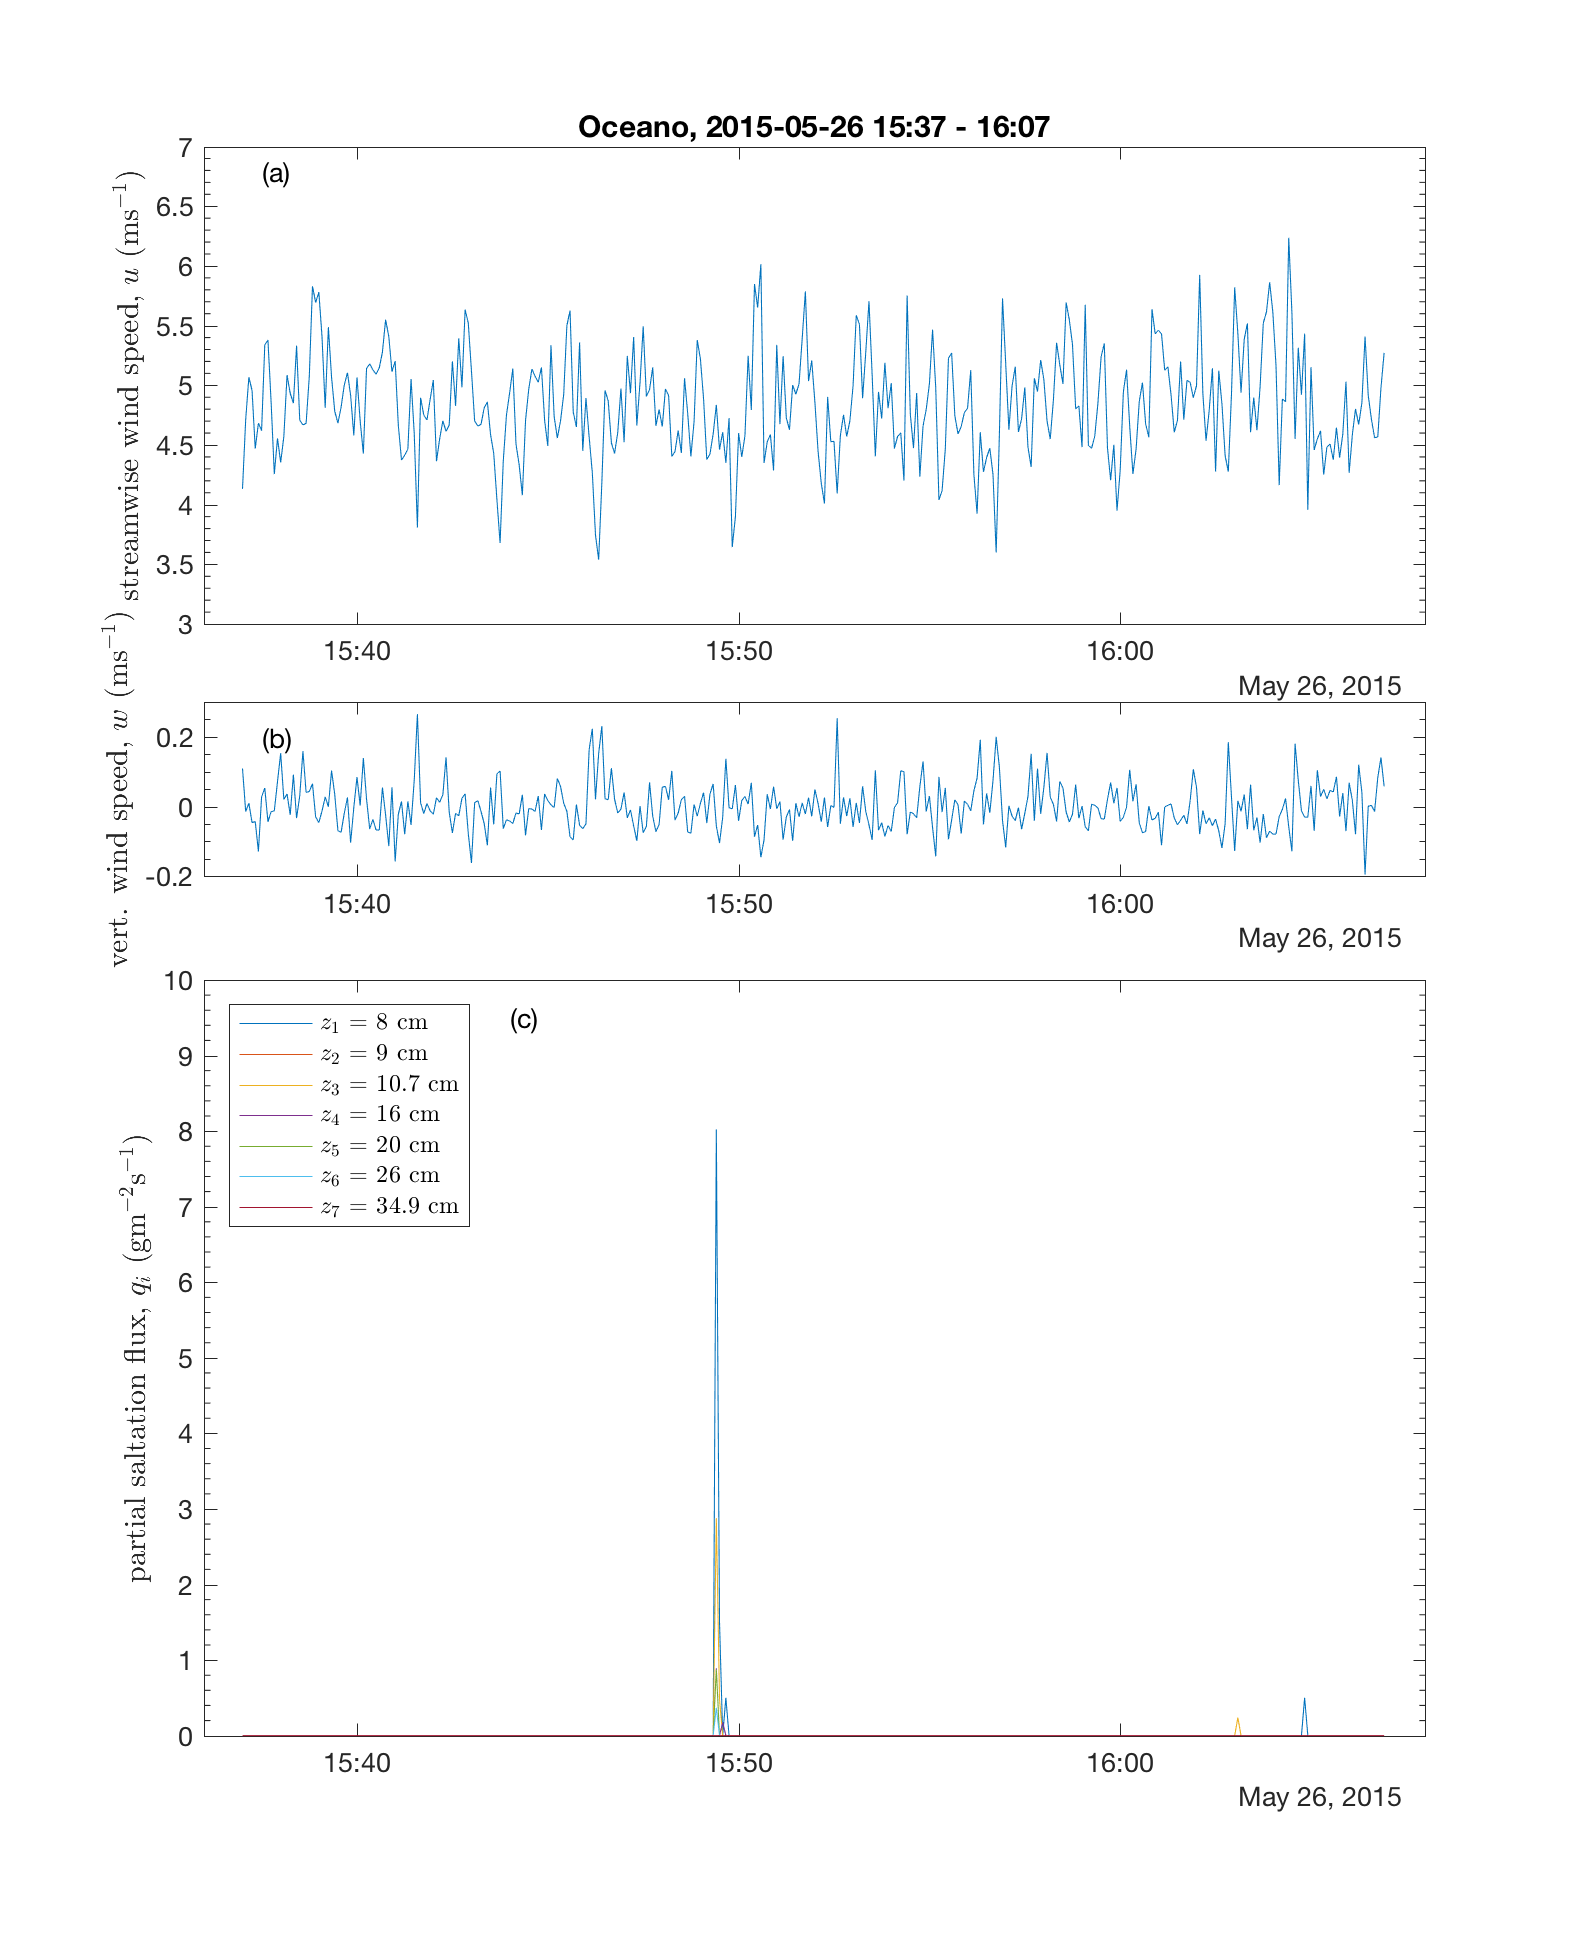 Oceano, 2015-05-26 15:37 - 16:07
(a)
streamwise wind speed, u (ms⁻¹)
7
6.5
6
5.5
5
4.5
4
3.5
3
15:40 15:50 16:00
May 26, 2015
(b)
vert. wind speed, w (ms⁻¹)
0.2
0
-0.2
15:40 15:50 16:00
May 26, 2015
(c)
partial saltation flux, qᵢ (gm⁻²s⁻¹)
10
9
8
7
6
5
4
3
2
1
0
z₁ = 8 cm
z₂ = 9 cm
z₃ = 10.7 cm
z₄ = 16 cm
z₅ = 20 cm
z₆ = 26 cm
z₇ = 34.9 cm
15:40 15:50 16:00
May 26, 2015